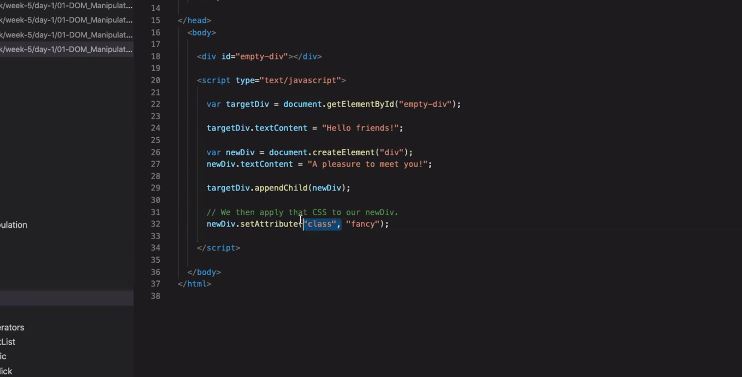 k/week-5/day-1/01-DOM_Manipulat...
k/week-5/day-1/01-DOM_Manipulat...
k/week-5/day-1/01-DOM_Manipulat...
k/week-5/day-1/01-DOM_Manipulat...
pulation
erators
tList
ic
lick
14
15 </head>
16 <body>
17
18 <div id="empty-div"></div>
19
20 <script type="text/javascript">
21
22 var targetDiv = document.getElementById("empty-div");
23
24 targetDiv.textContent = "Hello friends!";
25
26 var newDiv = document.createElement("div");
27 newDiv.textContent = "A pleasure to meet you!";
28
29 targetDiv.appendChild(newDiv);
30
31 // We then apply that CSS to our newDiv.
32 newDiv.setAttribute("class", "fancy");
33
34 </script>
35
36 </body>
37 </html>
38